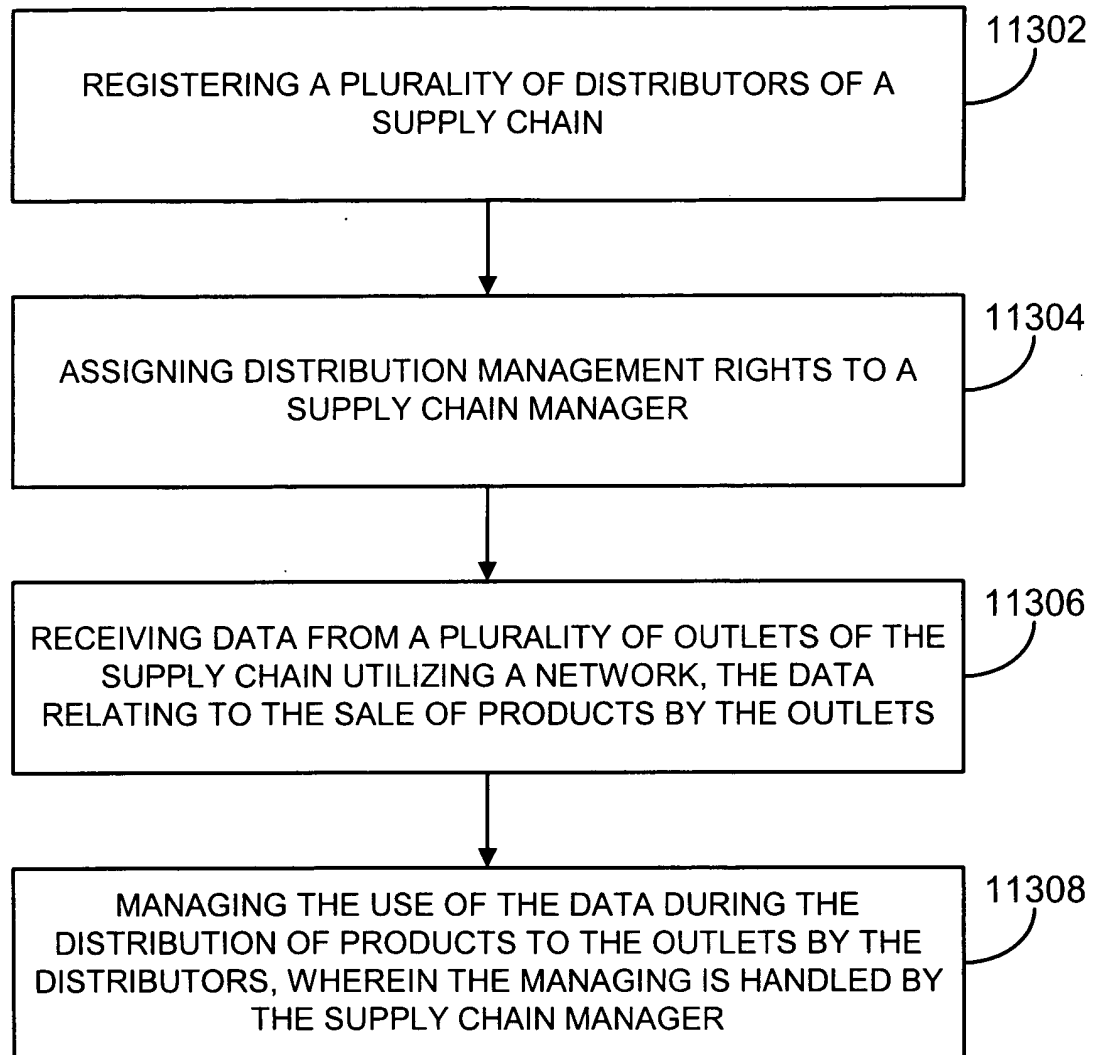 11302
REGISTERING A PLURALITY OF DISTRIBUTORS OF A
SUPPLY CHAIN
11304
ASSIGNING DISTRIBUTION MANAGEMENT RIGHTS TO A
SUPPLY CHAIN MANAGER
11306
RECEIVING DATA FROM A PLURALITY OF OUTLETS OF THE
SUPPLY CHAIN UTILIZING A NETWORK, THE DATA
RELATING TO THE SALE OF PRODUCTS BY THE OUTLETS
11308
MANAGING THE USE OF THE DATA DURING THE
DISTRIBUTION OF PRODUCTS TO THE OUTLETS BY THE
DISTRIBUTORS, WHEREIN THE MANAGING IS HANDLED BY
THE SUPPLY CHAIN MANAGER